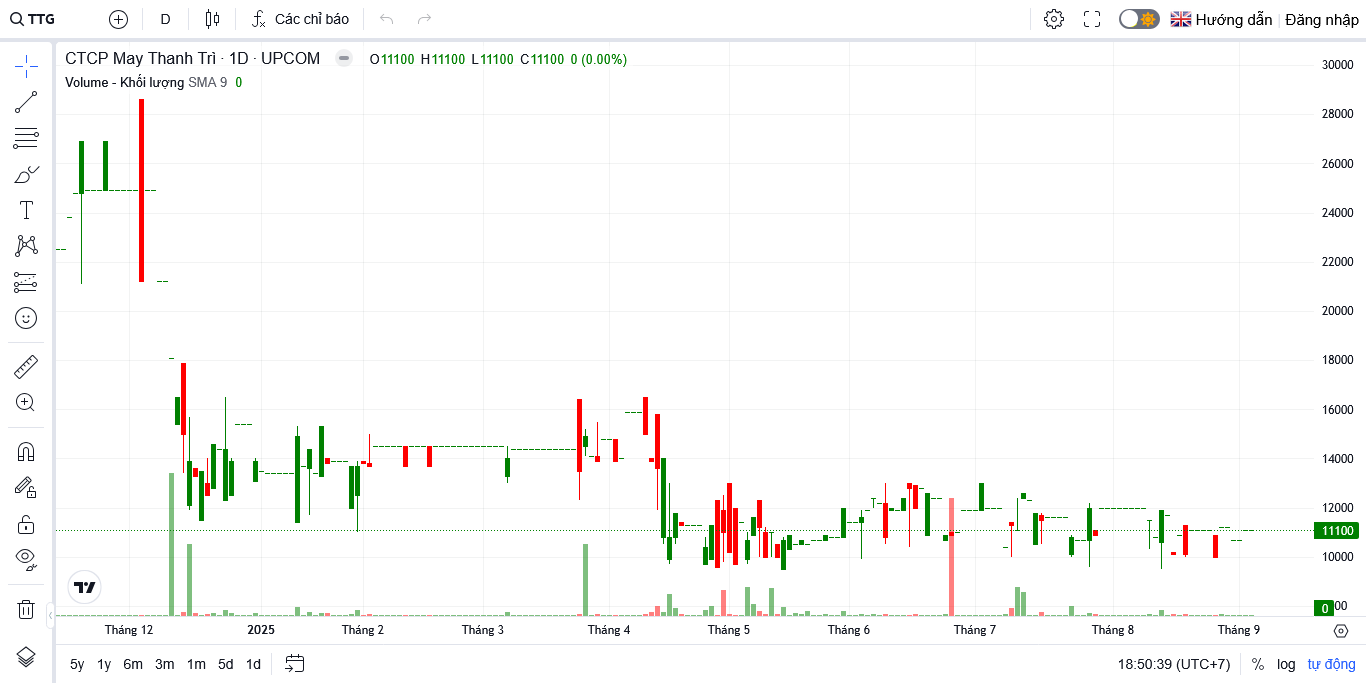 TTG D Các chỉ báo Hướng dẫn Đăng nhập
CTCP May Thanh Trì · 1D · UPCOM O11100 H11100 L11100 C11100 0 (0.00%)
Volume - Khối lượng SMA 9 0
30000
28000
26000
24000
22000
20000
18000
16000
14000
12000
11100
10000
0 00
Tháng 12 2025 Tháng 2 Tháng 3 Tháng 4 Tháng 5 Tháng 6 Tháng 7 Tháng 8 Tháng 9
5y 1y 6m 3m 1m 5d 1d 18:50:39 (UTC+7) % log tự động